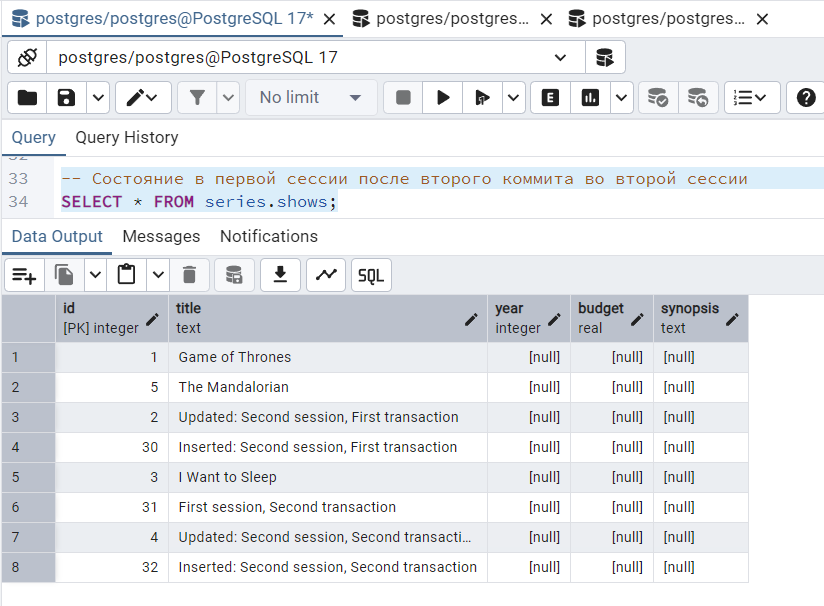 postgres/postgres@PostgreSQL 17* postgres/postgres... postgres/postgres...
postgres/postgres@PostgreSQL 17
No limit E
Query Query History
32
33 -- Состояние в первой сессии после второго коммита во второй сессии
34 SELECT * FROM series.shows;
Data Output Messages Notifications
SQL
id title year budget synopsis
[PK] integer text integer real text
1 1 Game of Thrones [null] [null] [null]
2 5 The Mandalorian [null] [null] [null]
3 2 Updated: Second session, First transaction [null] [null] [null]
4 30 Inserted: Second session, First transaction [null] [null] [null]
5 3 I Want to Sleep [null] [null] [null]
6 31 First session, Second transaction [null] [null] [null]
7 4 Updated: Second session, Second transacti... [null] [null] [null]
8 32 Inserted: Second session, Second transaction [null] [null] [null]